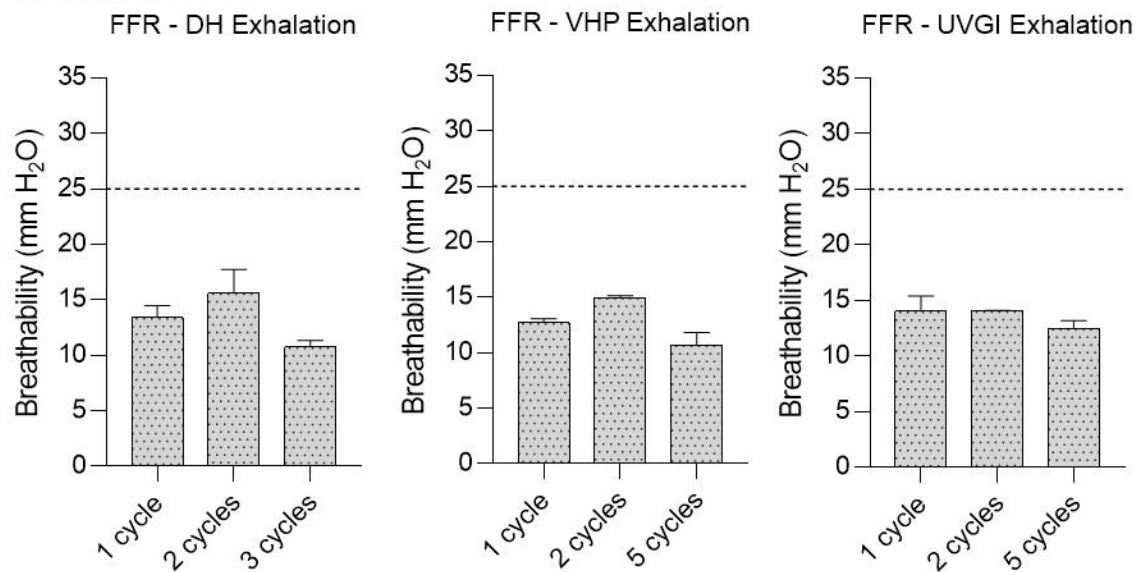 FFR - DH Exhalation
Breathability (mm H₂O)
35
30
25
20
15
10
5
0
1 cycle
2 cycles
3 cycles
FFR - VHP Exhalation
Breathability (mm H₂O)
35
30
25
20
15
10
5
0
1 cycle
2 cycles
5 cycles
FFR - UVGI Exhalation
Breathability (mm H₂O)
35
30
25
20
15
10
5
0
1 cycle
2 cycles
5 cycles